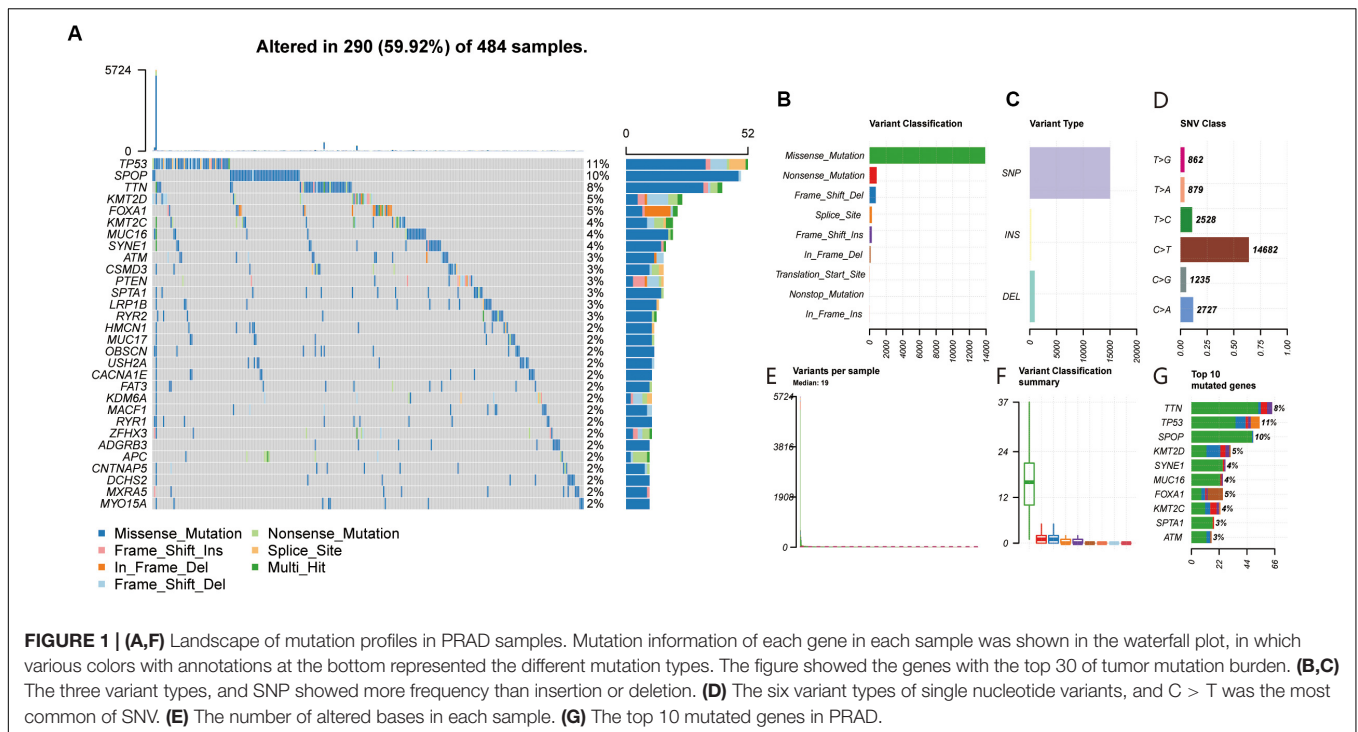 A
Altered in 290 (59.92%) of 484 samples.
5724
0
0 52
TP53 11%
SPOP 10%
TTN 8%
KMT2D 5%
FOXA1 5%
KMT2C 4%
MUC16 4%
SYNE1 4%
ATM 3%
CSMD3 3%
PTEN 3%
SPTA1 3%
LRP1B 3%
RYR2 3%
HMCN1 2%
MUC17 2%
OBSCN 2%
USH2A 2%
CACNA1E 2%
FAT3 2%
KDM6A 2%
MACF1 2%
RYR1 2%
ZFHX3 2%
ADGRB3 2%
APC 2%
CNTNAP5 2%
DCHS2 2%
MXRA5 2%
MYO15A 2%
Missense_Mutation
Frame_Shift_Ins
In_Frame_Del
Frame_Shift_Del
Nonsense_Mutation
Splice_Site
Multi_Hit
B
Variant Classification
Missense_Mutation
Nonsense_Mutation
Frame_Shift_Del
Splice_Site
Frame_Shift_Ins
In_Frame_Del
Translation_Start_Site
Nonstop_Mutation
In_Frame_Ins
0 2000 4000 6000 8000 10000 12000 14000
C
Variant Type
SNP
INS
DEL
0 5000 10000 15000 20000
D
SNV Class
T>G 862
T>A 879
T>C 2528
C>T 14682
C>G 1235
C>A 2727
0.00 0.25 0.50 0.75 1.00
E
Variants per sample
Median: 19
5724
3816
1908
0
F
Variant Classification
summary
37
24
12
0
G
Top 10
mutated genes
TTN 8%
TP53 11%
SPOP 10%
KMT2D 5%
SYNE1 4%
MUC16 4%
FOXA1 5%
KMT2C 4%
SPTA1 3%
ATM 3%
0 22 44 66
FIGURE 1 | (A,F) Landscape of mutation profiles in PRAD samples. Mutation information of each gene in each sample was shown in the waterfall plot, in which
various colors with annotations at the bottom represented the different mutation types. The figure showed the genes with the top 30 of tumor mutation burden. (B,C)
The three variant types, and SNP showed more frequency than insertion or deletion. (D) The six variant types of single nucleotide variants, and C > T was the most
common of SNV. (E) The number of altered bases in each sample. (G) The top 10 mutated genes in PRAD.